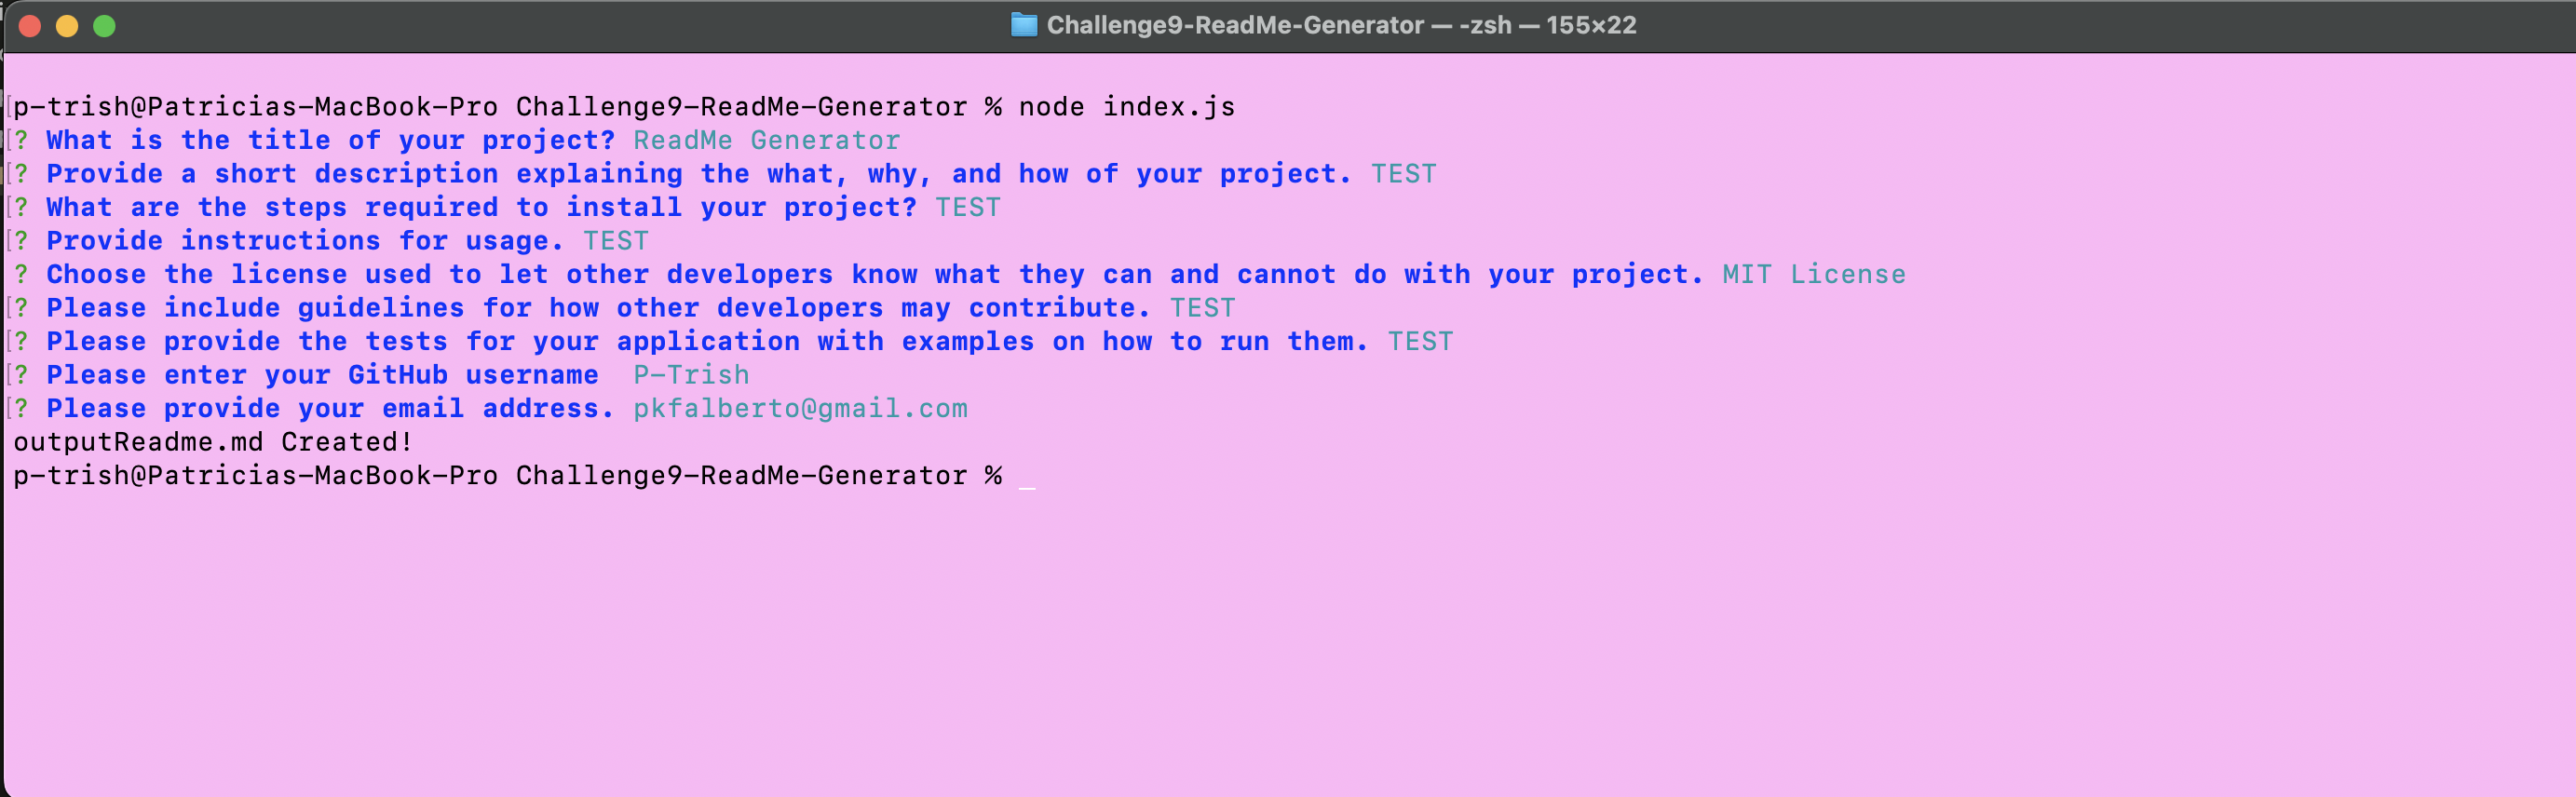 Challenge9-ReadMe-Generator — -zsh — 155×22
p-trish@Patricias-MacBook-Pro Challenge9-ReadMe-Generator % node index.js
? What is the title of your project? ReadMe Generator
? Provide a short description explaining the what, why, and how of your project. TEST
? What are the steps required to install your project? TEST
? Provide instructions for usage. TEST
? Choose the license used to let other developers know what they can and cannot do with your project. MIT License
? Please include guidelines for how other developers may contribute. TEST
? Please provide the tests for your application with examples on how to run them. TEST
? Please enter your GitHub username  P-Trish
? Please provide your email address. pkfalberto@gmail.com
outputReadme.md Created!
p-trish@Patricias-MacBook-Pro Challenge9-ReadMe-Generator % _